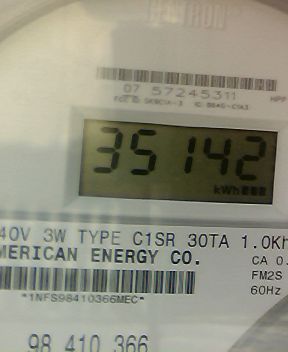 CENTRON
07 57245311
35142
kWh
40V 3W TYPE C1SR 30TA 1.0Kh
MERICAN ENERGY CO.
CA 0.
FM2S
*1NFS98410366MEC*
60Hz
98 410 366